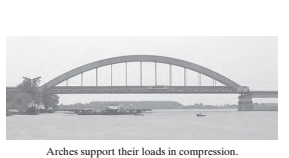 Arches support their loads in compression.